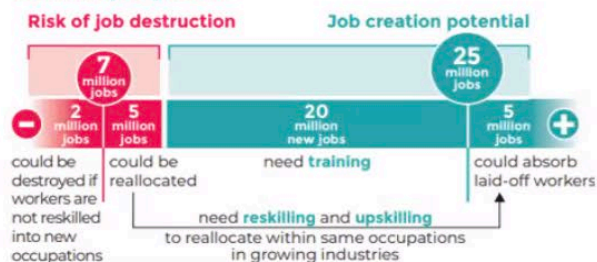 Risk of job destruction
Job creation potential
7
million
jobs
25
million
jobs
2
million
jobs
5
million
jobs
20
million
new jobs
5
million
jobs
could be
destroyed if
workers are
not reskilled
into new
occupations
could be
reallocated
need training
could absorb
laid-off workers
need reskilling and upskilling
to reallocate within same occupations
in growing industries